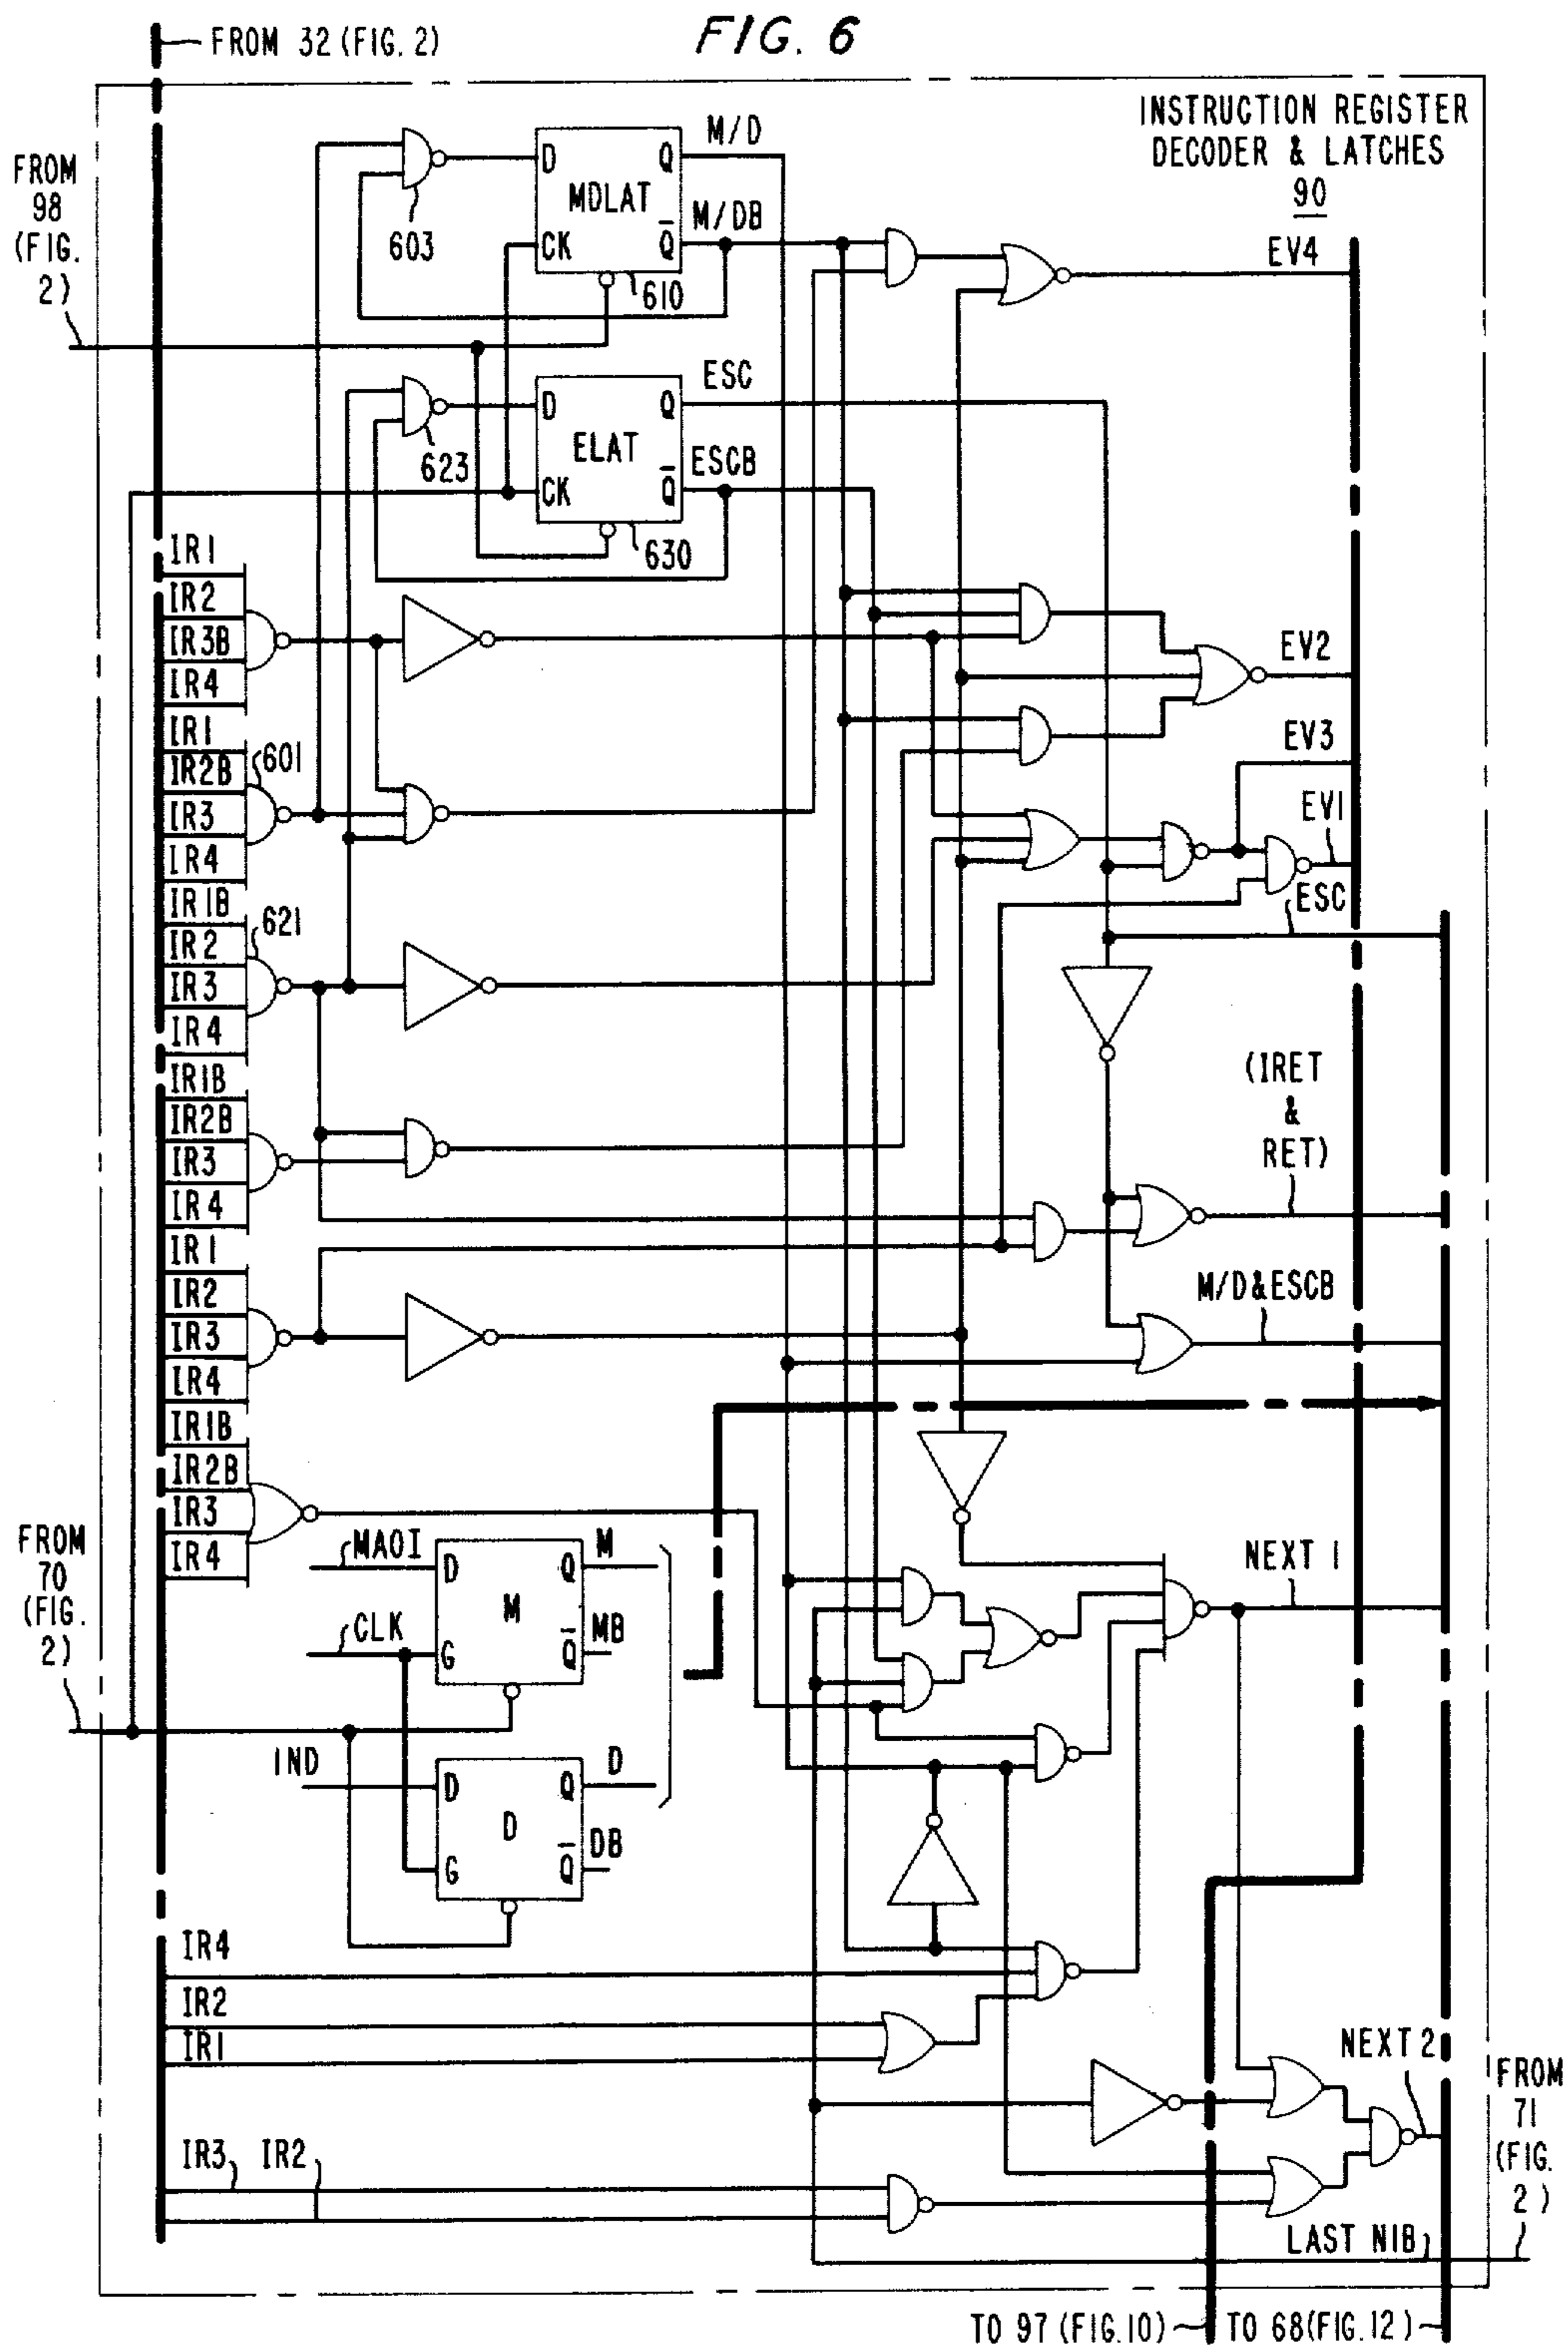 FROM 32 (FIG. 2)
FIG. 6
INSTRUCTION REGISTER
DECODER & LATCHES
90
FROM
98
(FIG.
2)
603
D
Q
M/D
MDLAT
M/DB
CK
Q̅
610
EV4
623
D
Q
ESC
ELAT
ESCB
CK
Q̅
630
IR1
IR2
IR3B
IR4
EV2
IR1
IR2B
601
IR3
IR4
EV3
EV1
ESC
IR1B
IR2
621
IR3
IR4
IR1B
IR2B
IR3
IR4
(IRET
&
RET)
IR1
IR2
IR3
IR4
M/D&ESCB
IR1B
IR2B
IR3
IR4
FROM
70
(FIG.
2)
MAOI
D
Q
M
M
CLK
G
Q̅
MB
NEXT 1
IND
D
Q
D
D
G
Q̅
DB
IR4
IR2
IR1
NEXT 2
FROM
71
(FIG.
2)
IR3
IR2
LAST NIB
TO 97 (FIG.10)
TO 68(FIG.12)